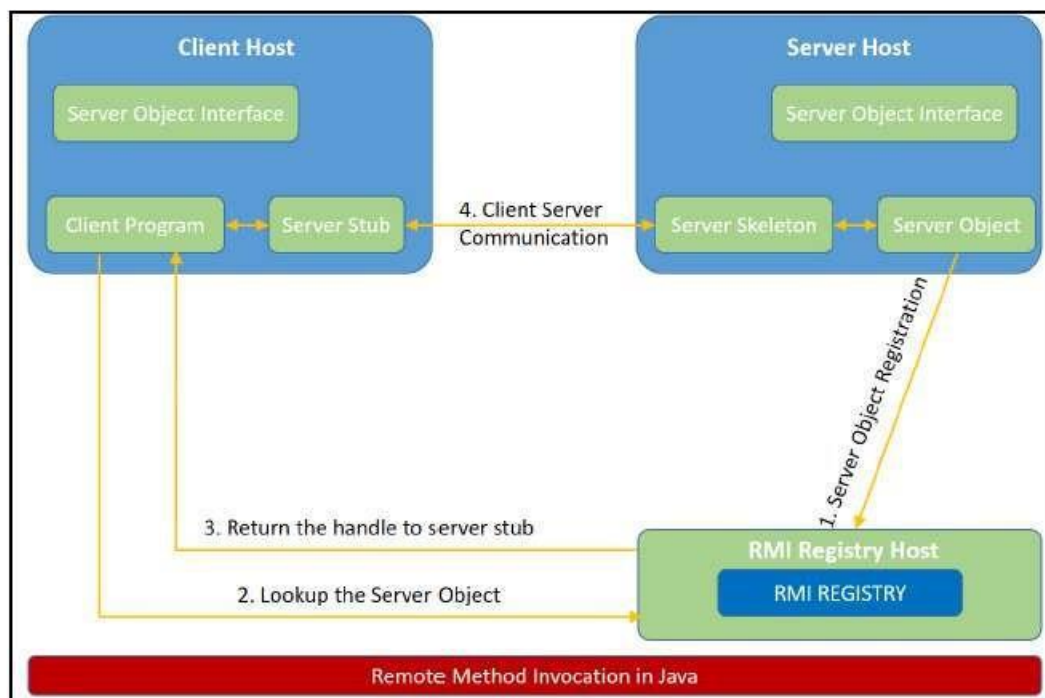 Client Host
Server Object Interface
Client Program
Server Stub
4. Client Server
Communication
Server Host
Server Object Interface
Server Skeleton
Server Object
1. Server Object Registration
3. Return the handle to server stub
2. Lookup the Server Object
RMI Registry Host
RMI REGISTRY
Remote Method Invocation in Java